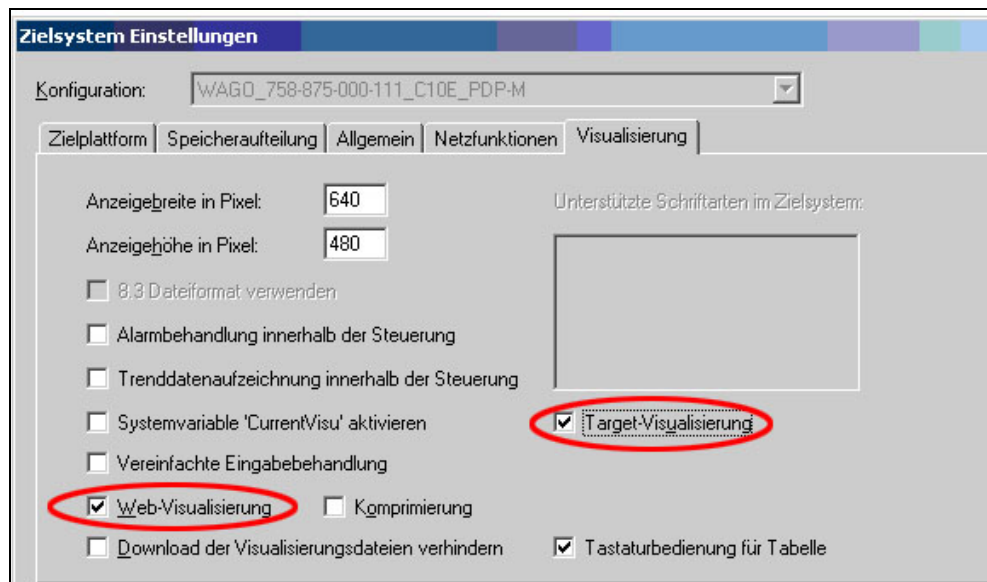 Zielsystem Einstellungen
Konfiguration: WAGO_758-875-000-111_C10E_PDP-M
Zielplattform Speicheraufteilung Allgemein Netzfunktionen Visualisierung
Anzeigebreite in Pixel: 640 Unterstützte Schriftarten im Zielsystem:
Anzeigehöhe in Pixel: 480
8.3 Dateiformat verwenden
Alarmbehandlung innerhalb der Steuerung
Trenddatenaufzeichnung innerhalb der Steuerung
Systemvariable 'CurrentVisu' aktivieren Target-Visualisierung
Vereinfachte Eingabebehandlung
Web-Visualisierung Komprimierung
Download der Visualisierungsdateien verhindern Tastaturbedienung für Tabelle